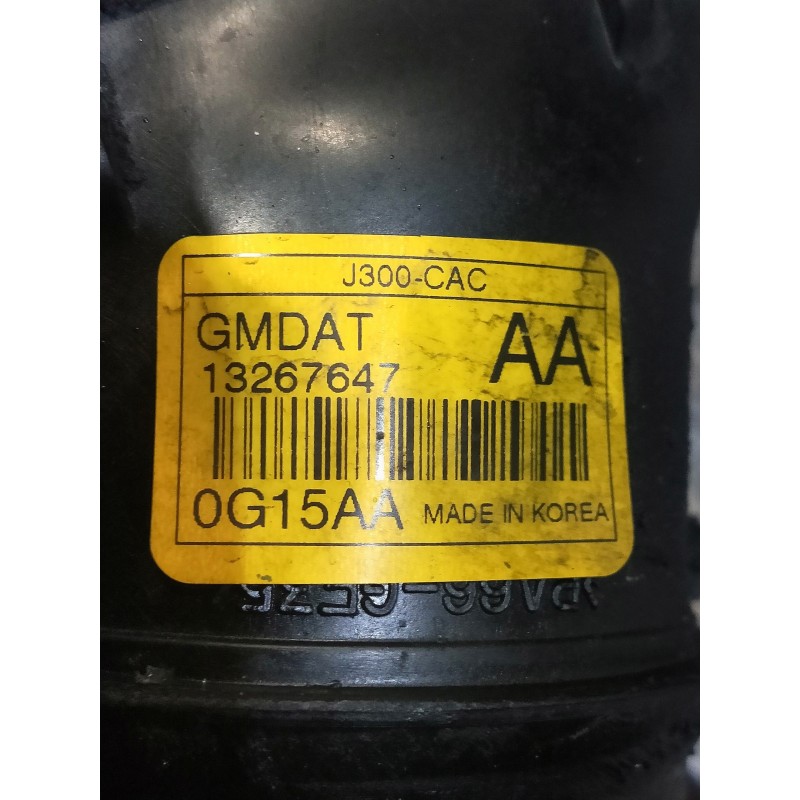 J300-CAC
GMDAT
AA
13267647
0G15AA MADE IN KOREA